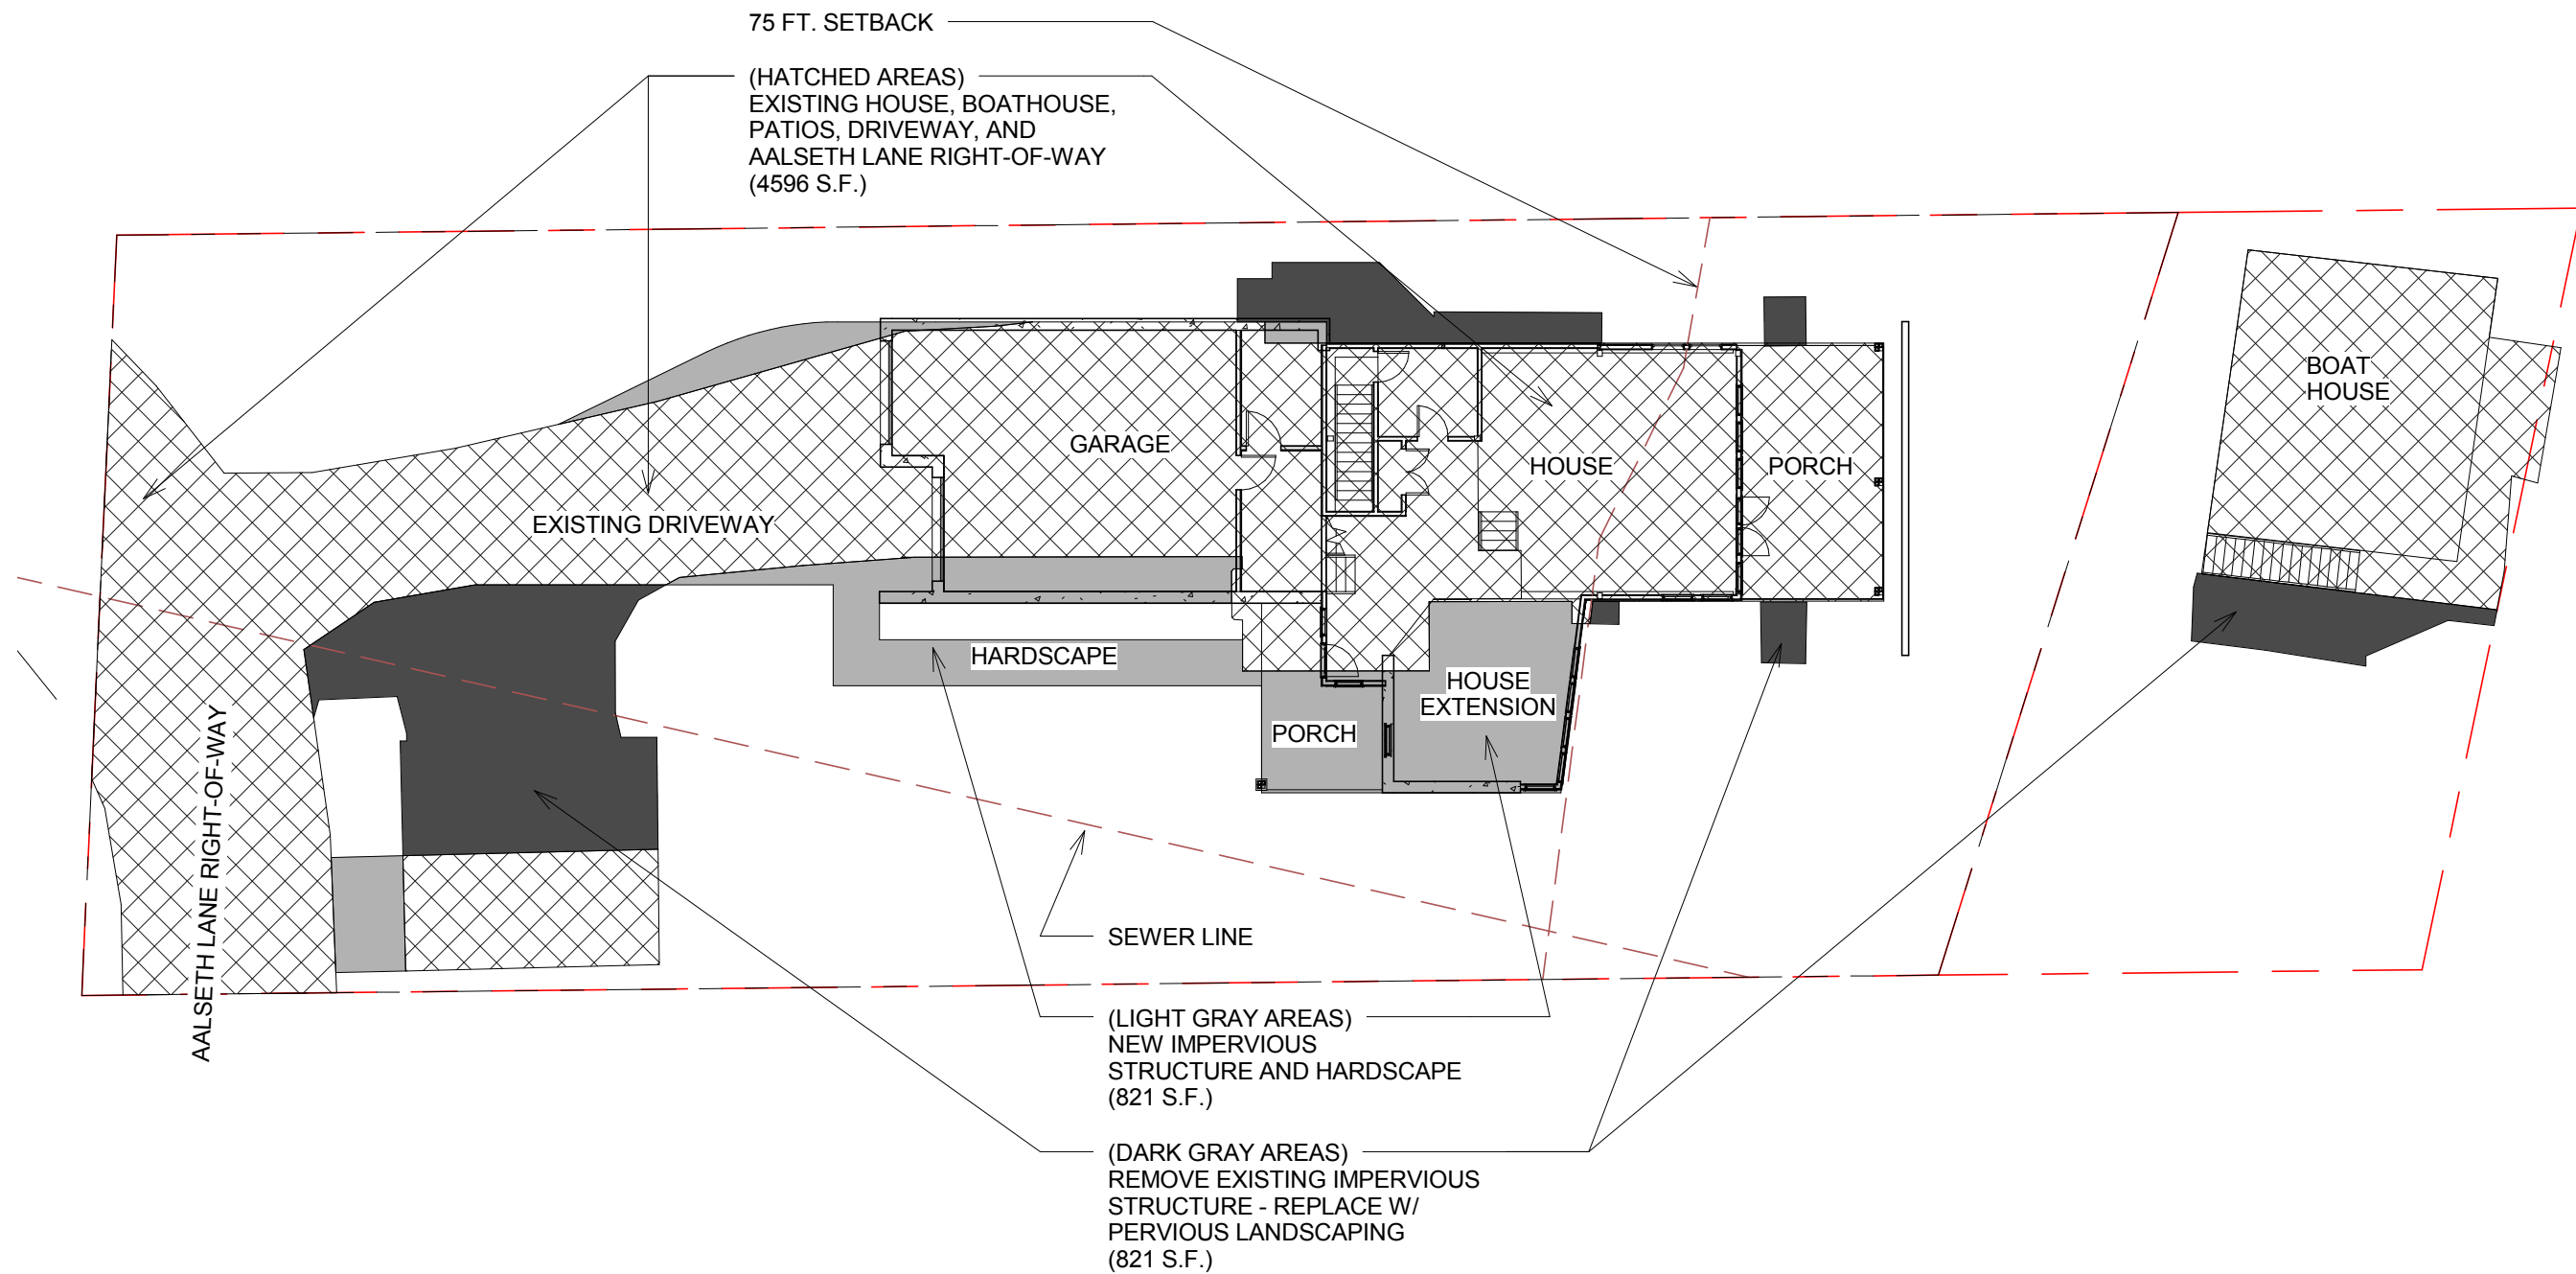 75 FT. SETBACK
(HATCHED AREAS)
EXISTING HOUSE, BOATHOUSE,
PATIOS, DRIVEWAY, AND
AALSETH LANE RIGHT-OF-WAY
(4596 S.F.)
BOAT
HOUSE
GARAGE
HOUSE
PORCH
EXISTING DRIVEWAY
HARDSCAPE
HOUSE
EXTENSION
PORCH
AALSETH LANE RIGHT-OF-WAY
SEWER LINE
(LIGHT GRAY AREAS)
NEW IMPERVIOUS
STRUCTURE AND HARDSCAPE
(821 S.F.)
(DARK GRAY AREAS)
REMOVE EXISTING IMPERVIOUS
STRUCTURE - REPLACE W/
PERVIOUS LANDSCAPING
(821 S.F.)